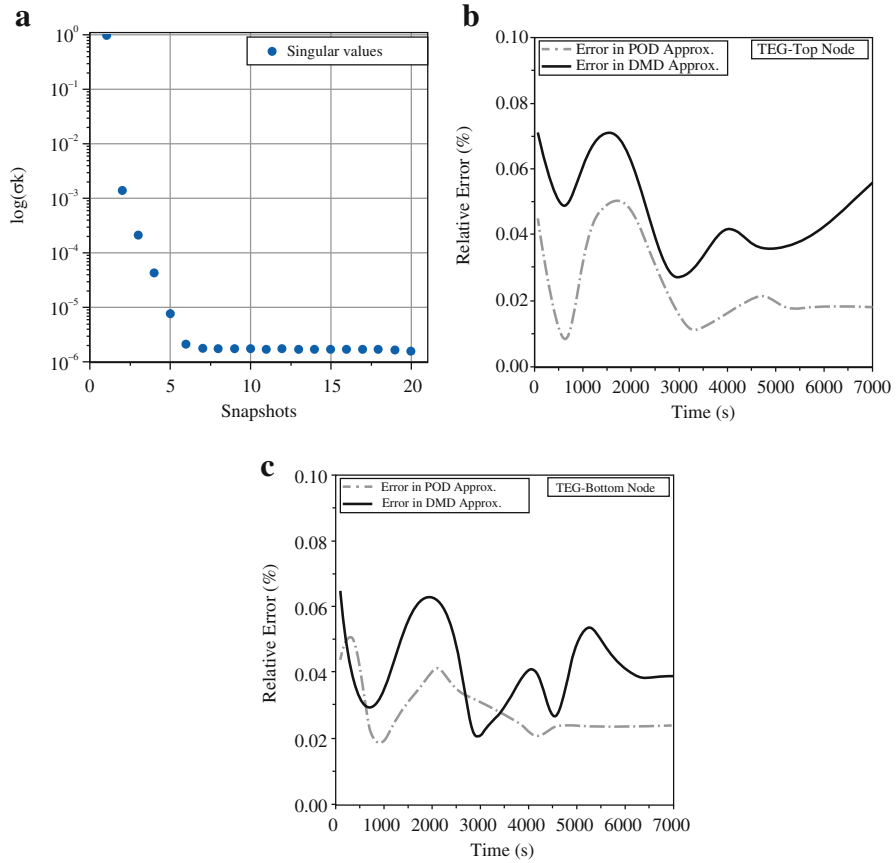 a
10^0
10^-1
10^-2
10^-3
10^-4
10^-5
10^-6
log(σk)
Singular values
0 5 10 15 20
Snapshots
b
0.10
0.08
0.06
0.04
0.02
0.00
Relative Error (%)
Error in POD Approx.
Error in DMD Approx.
TEG-Top Node
0 1000 2000 3000 4000 5000 6000 7000
Time (s)
c
0.10
0.08
0.06
0.04
0.02
0.00
Relative Error (%)
Error in POD Approx.
Error in DMD Approx.
TEG-Bottom Node
0 1000 2000 3000 4000 5000 6000 7000
Time (s)